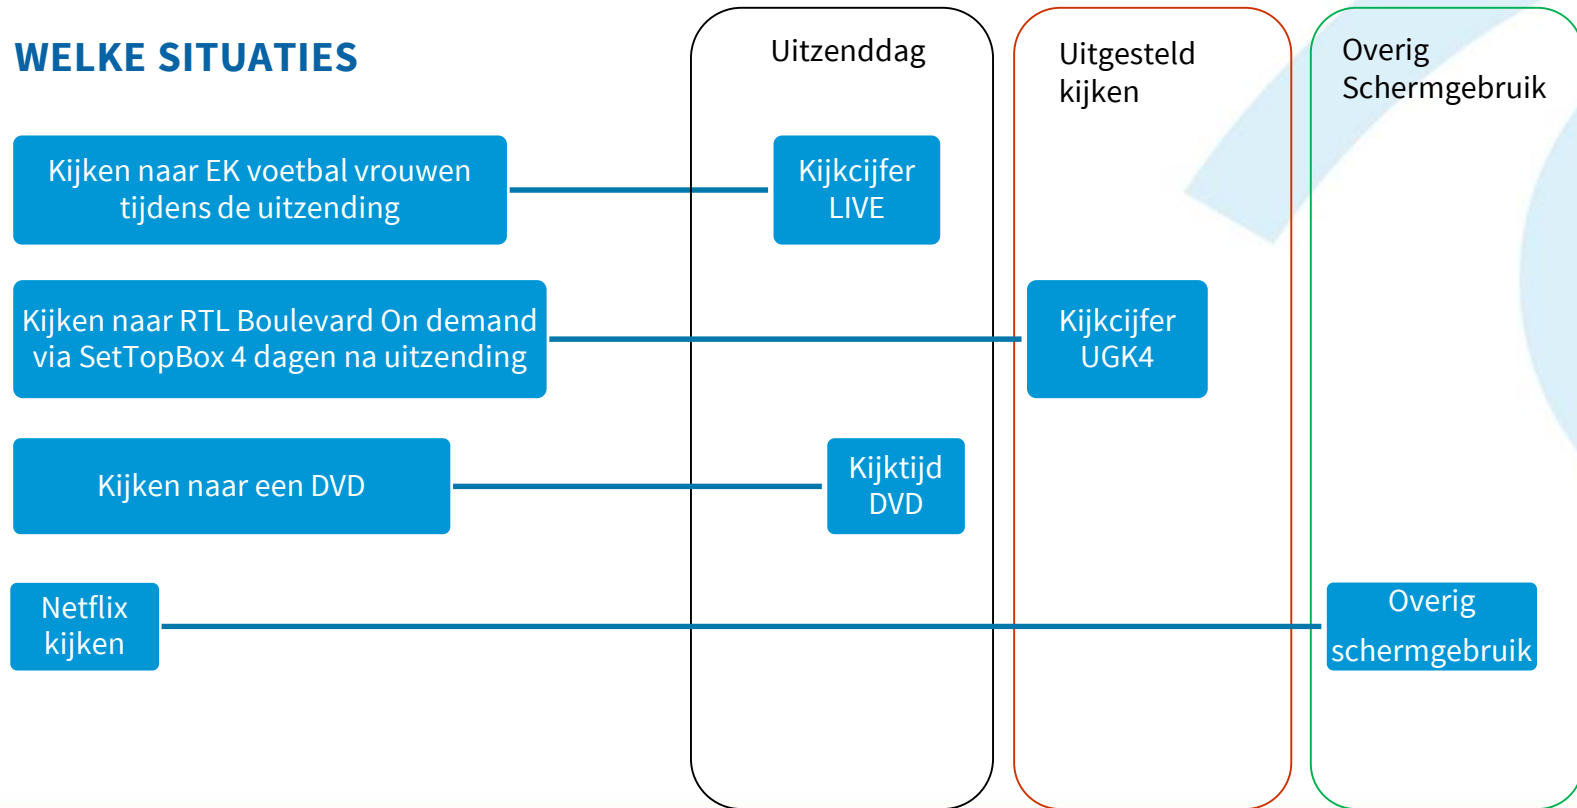 WELKE SITUATIES
Uitzenddag
Uitgesteld
kijken
Overig
Schermgebruik
Kijken naar EK voetbal vrouwen
tijdens de uitzending
Kijkcijfer
LIVE
Kijken naar RTL Boulevard On demand
via SetTopBox 4 dagen na uitzending
Kijkcijfer
UGK4
Kijken naar een DVD
Kijktijd
DVD
Netflix
kijken
Overig
schermgebruik